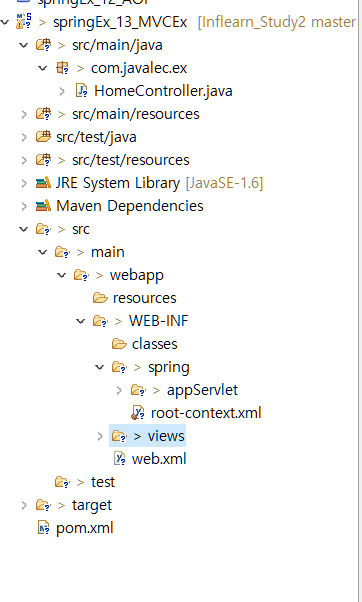 springEx_12_AOP
> springEx_13_MVCEx [Inflearn_Study2 master
> src/main/java
> com.javalec.ex
> HomeController.java
> src/main/resources
src/test/java
> src/test/resources
JRE System Library [JavaSE-1.6]
Maven Dependencies
> src
> main
> webapp
resources
> WEB-INF
classes
> spring
> appServlet
root-context.xml
> views
web.xml
> test
> target
pom.xml